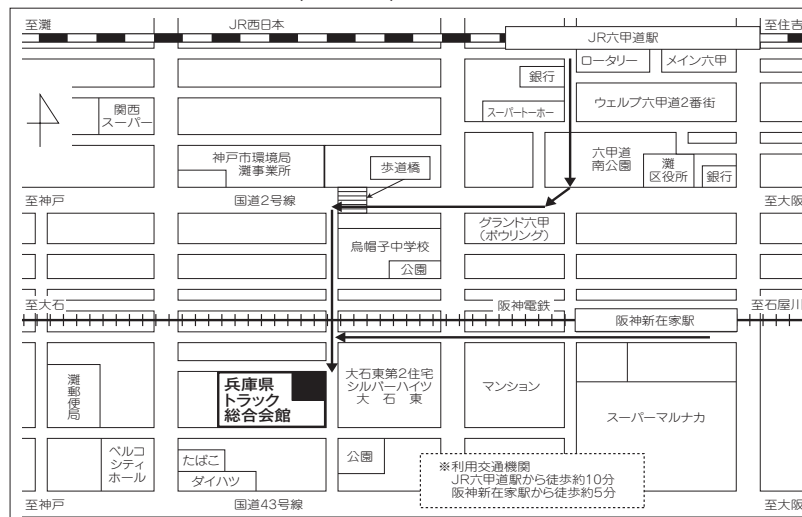 至灘
JR西日本
至住吉
JR六甲道駅
ロータリー
メイン六甲
銀行
関西
スーパー
スーパートーホー
ウェルブ六甲道2番街
神戸市環境局
灘事業所
歩道橋
六甲道
南公園
灘
区役所
銀行
至神戸
国道2号線
至大阪
グランド六甲
(ボウリング)
烏帽子中学校
公園
至大石
阪神電鉄
至石屋川
阪神新在家駅
灘郵便局
兵庫県
トラック
総合会館
大石東第2住宅
シルバーハイツ
大石東
マンション
スーパーマルナカ
ベルコ
シティ
ホール
たばこ
ダイハツ
公園
※利用交通機関
JR六甲道駅から徒歩約10分
阪神新在家駅から徒歩約5分
至神戸
国道43号線
至大阪